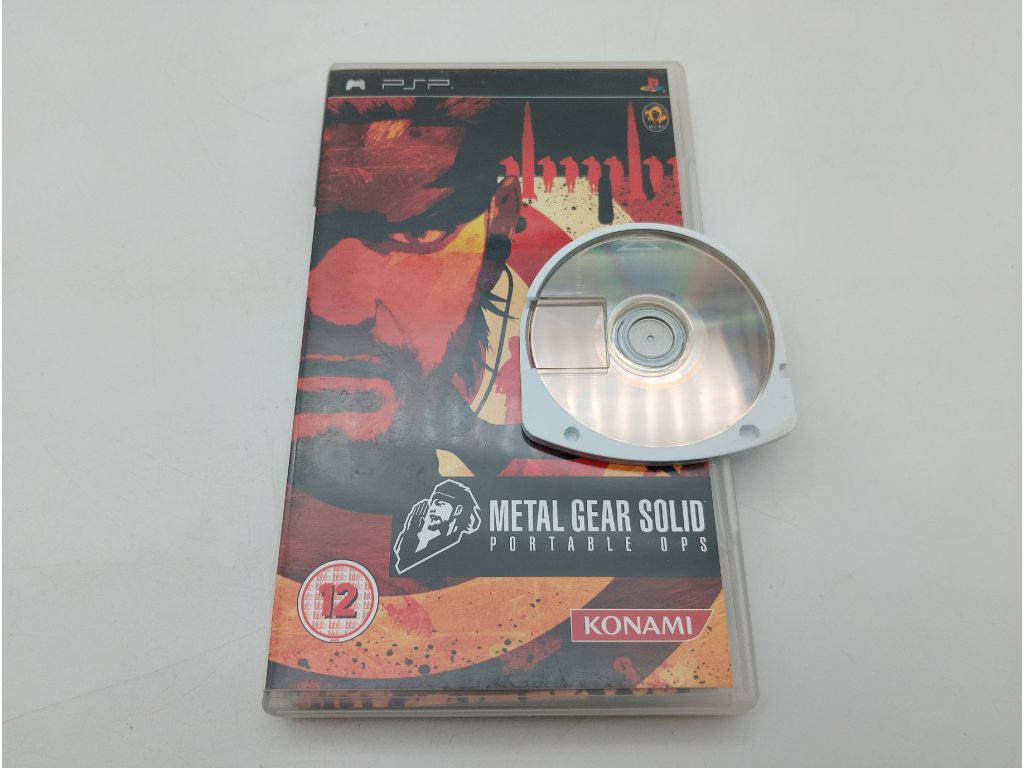 PSP
METAL GEAR SOLID
PORTABLE OPS
12
KONAMI